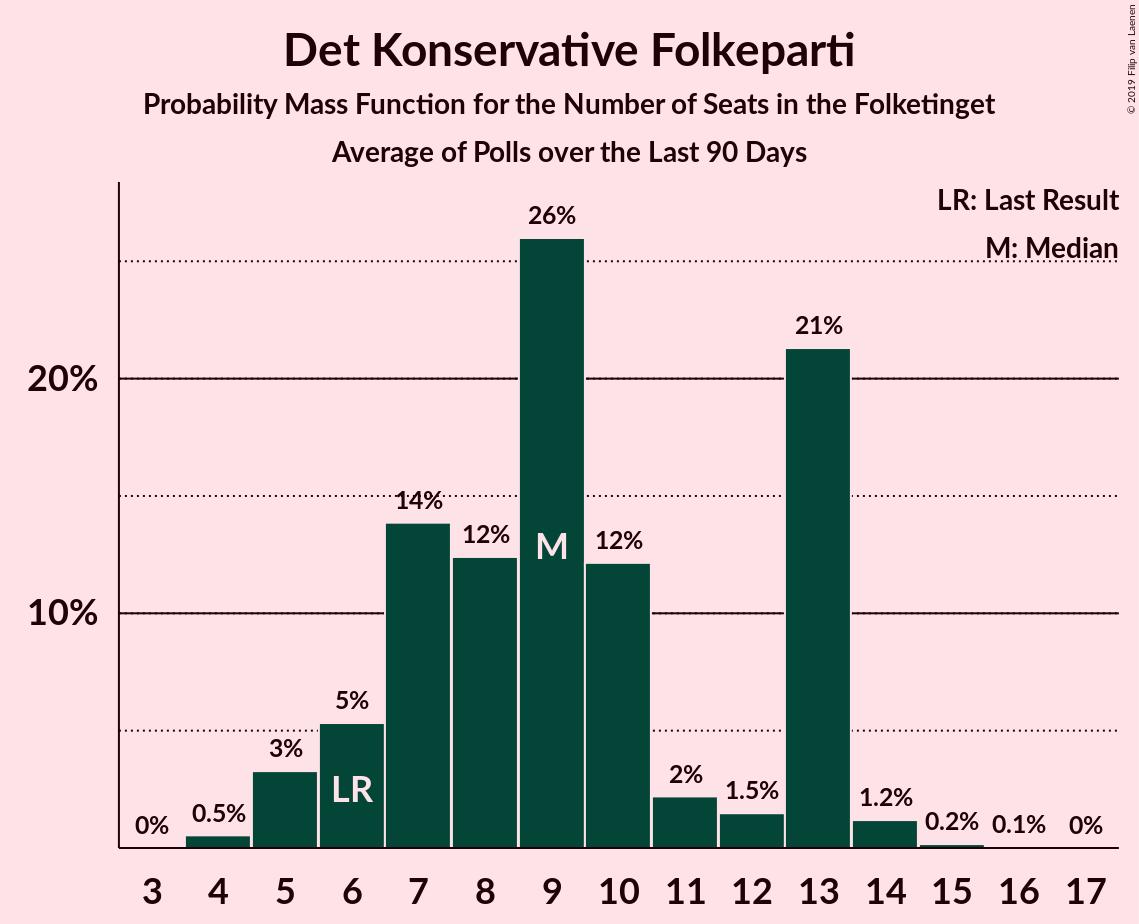 Det Konservative Folkeparti
Probability Mass Function for the Number of Seats in the Folketinget
Average of Polls over the Last 90 Days
© 2019 Filip van Laenen
LR: Last Result
M: Median
26%
21%
20%
14%
12%
M
12%
10%
5%
3%
LR
2%
1.5%
1.2%
0%
0.5%
0.2%
0.1%
0%
3 4 5 6 7 8 9 10 11 12 13 14 15 16 17